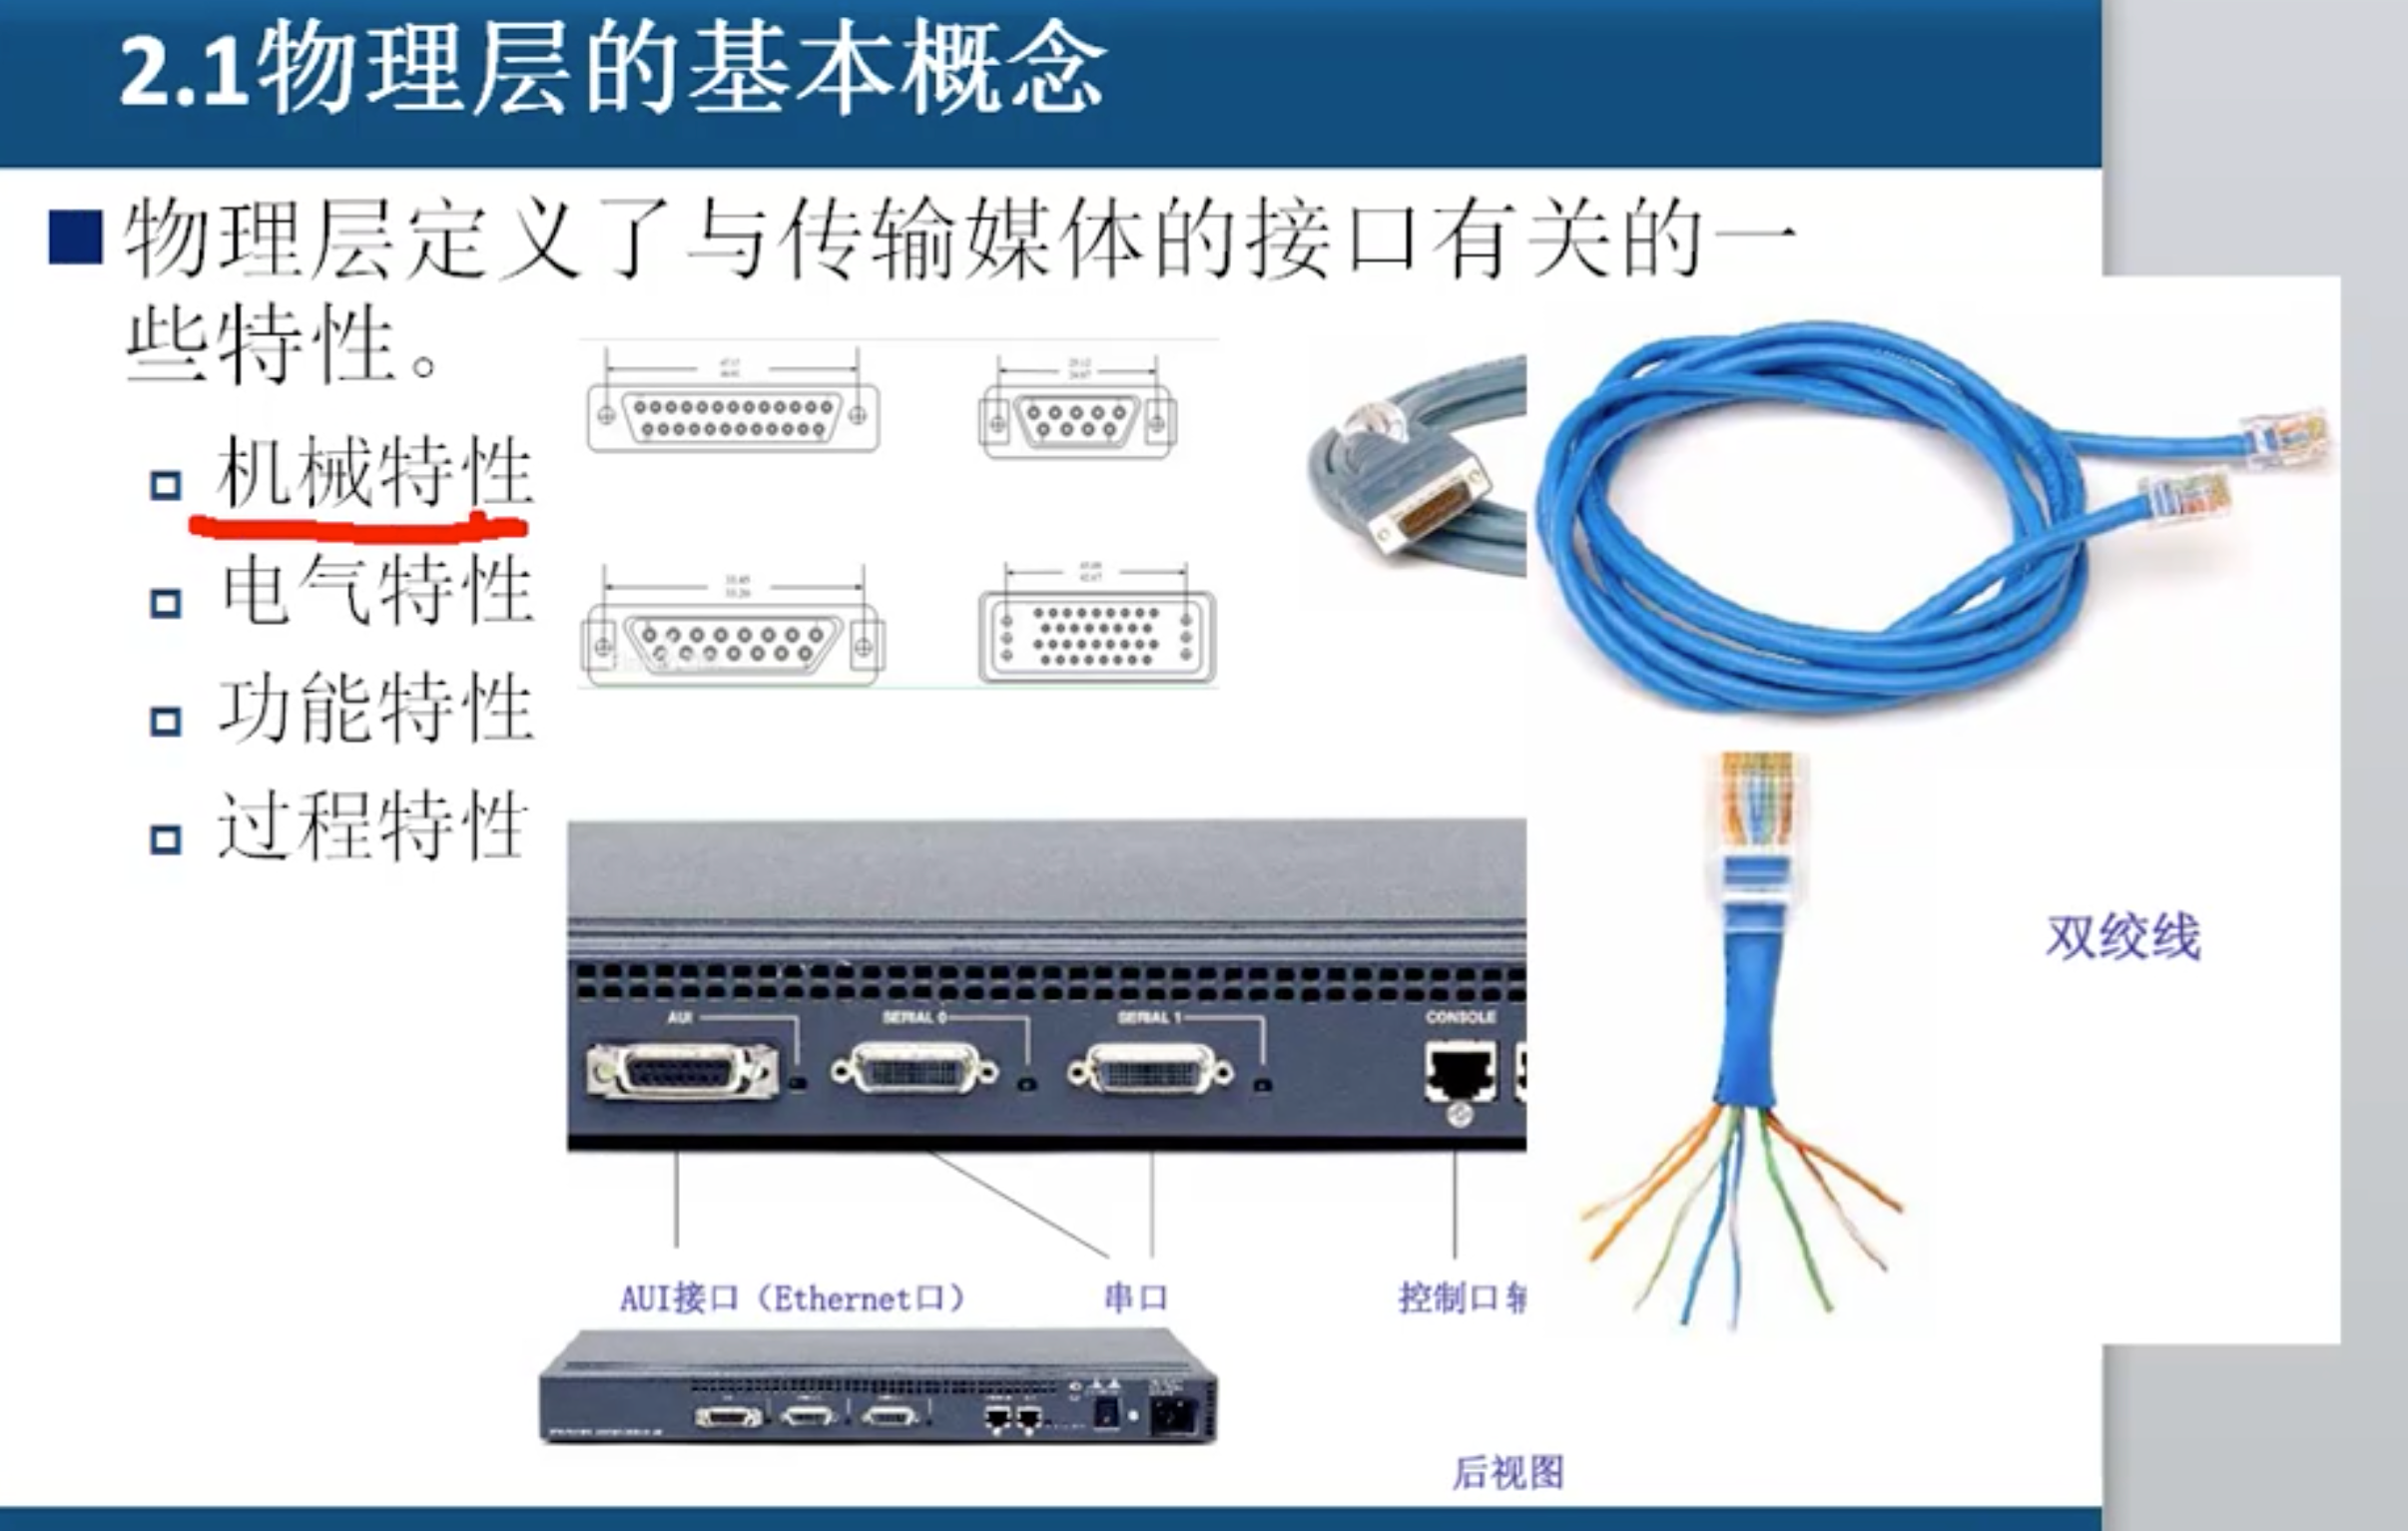 2.1物理层的基本概念
物理层定义了与传输媒体的接口有关的一
些特性。
机械特性
电气特性
功能特性
过程特性
AUI
SERIAL 0
SERIAL 1
CONSOLE
双绞线
AUI接口（Ethernet口）
串口
控制口
后视图